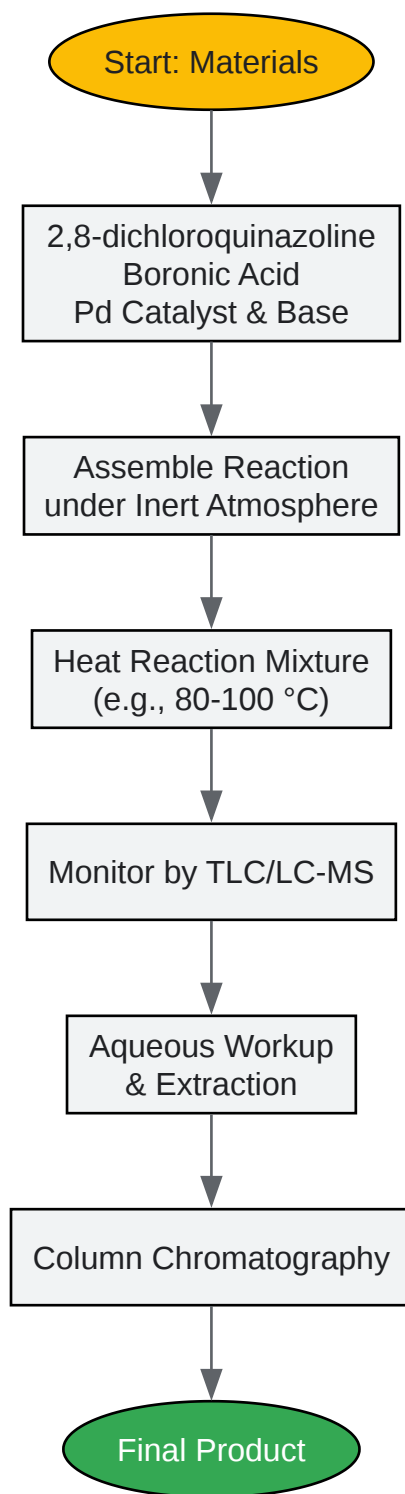 Start: Materials
2,8-dichloroquinazoline
Boronic Acid
Pd Catalyst & Base
Assemble Reaction
under Inert Atmosphere
Heat Reaction Mixture
(e.g., 80-100 °C)
Monitor by TLC/LC-MS
Aqueous Workup
& Extraction
Column Chromatography
Final Product